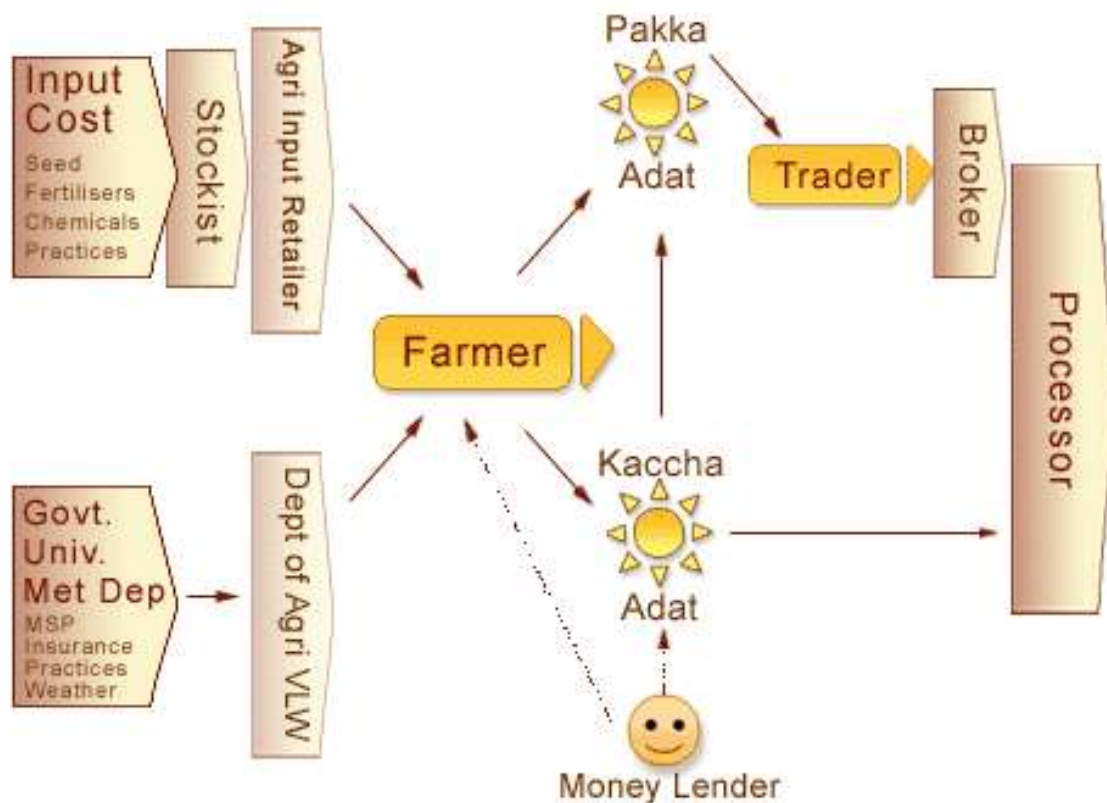 Input
Cost
Seed
Fertilisers
Chemicals
Practices
Stockist
Agri Input Retailer
Pakka
Adat
Trader
Broker
Processor
Farmer
Govt.
Univ.
Met Dep
MSP
Insurance
Practices
Weather
Dept of Agri VLW
Kaccha
Adat
Money Lender